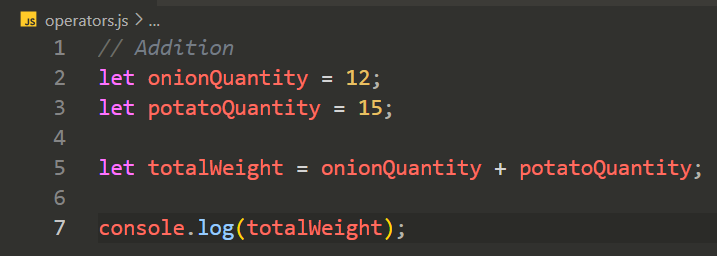 JS operators.js > ...
1 // Addition
2 let onionQuantity = 12;
3 let potatoQuantity = 15;
4
5 let totalWeight = onionQuantity + potatoQuantity;
6
7 console.log(totalWeight);